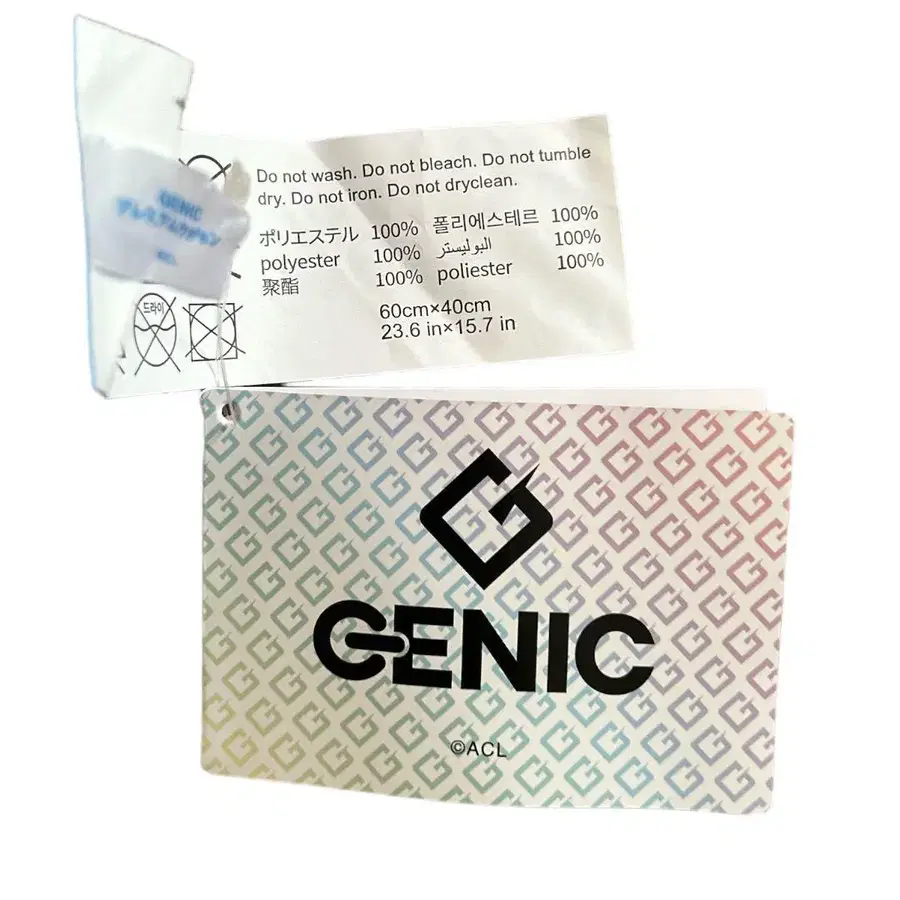 Do not wash. Do not bleach. Do not tumble
dry. Do not iron. Do not dryclean.
ポリエステル 100% 폴리에스테르 100%
polyester 100% البوليستر 100%
聚酯 100% poliester 100%
60cm×40cm
23.6 in×15.7 in
GENIC
ACL
드라이
GENIC
©ACL